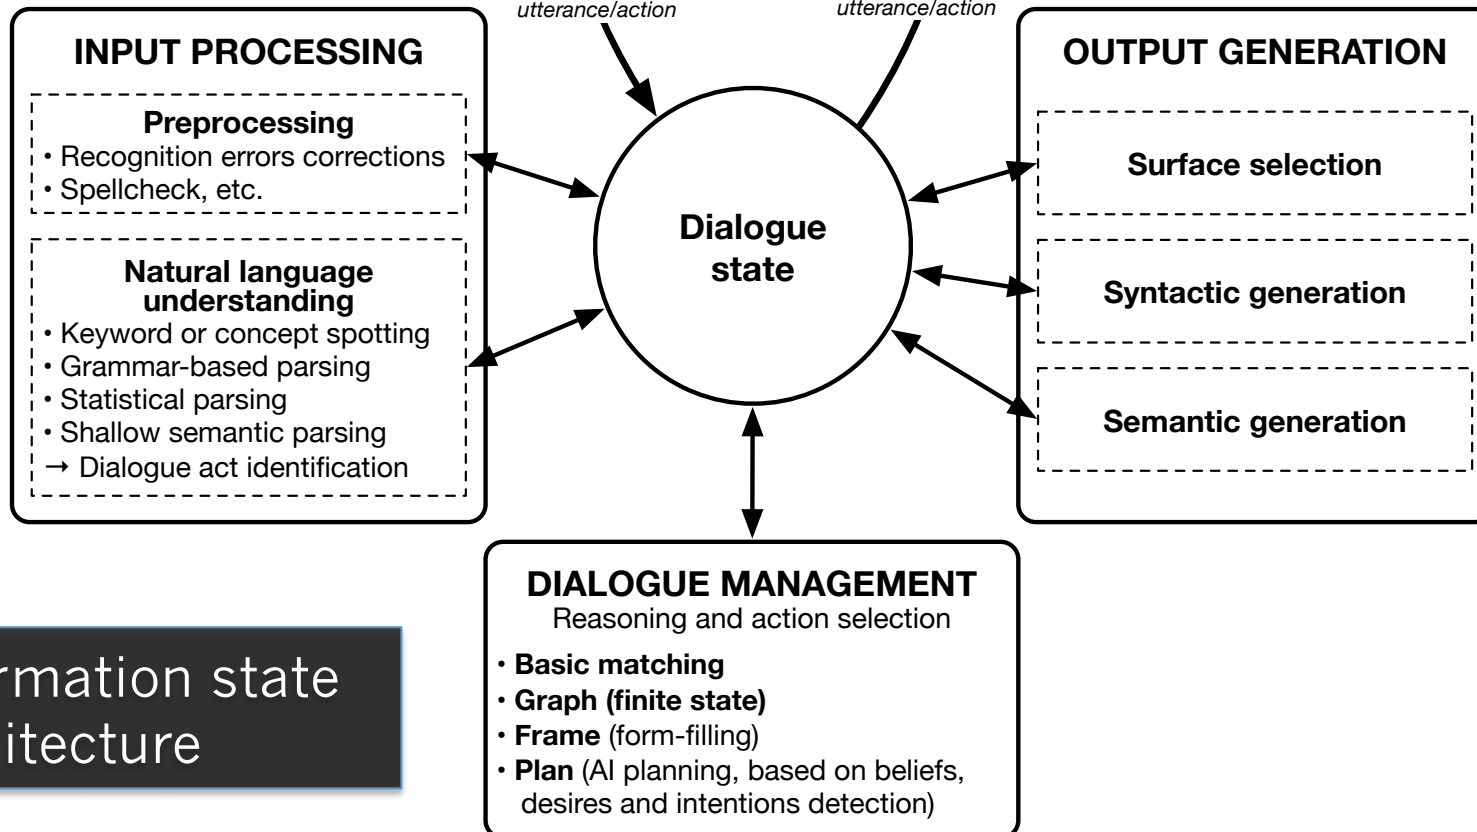 utterance/action
utterance/action
INPUT PROCESSING
Preprocessing
• Recognition errors corrections
• Spellcheck, etc.
Natural language
understanding
• Keyword or concept spotting
• Grammar-based parsing
• Statistical parsing
• Shallow semantic parsing
→ Dialogue act identification
Dialogue
state
OUTPUT GENERATION
Surface selection
Syntactic generation
Semantic generation
DIALOGUE MANAGEMENT
Reasoning and action selection
• Basic matching
• Graph (finite state)
• Frame (form-filling)
• Plan (AI planning, based on beliefs,
desires and intentions detection)
rmation state
itecture